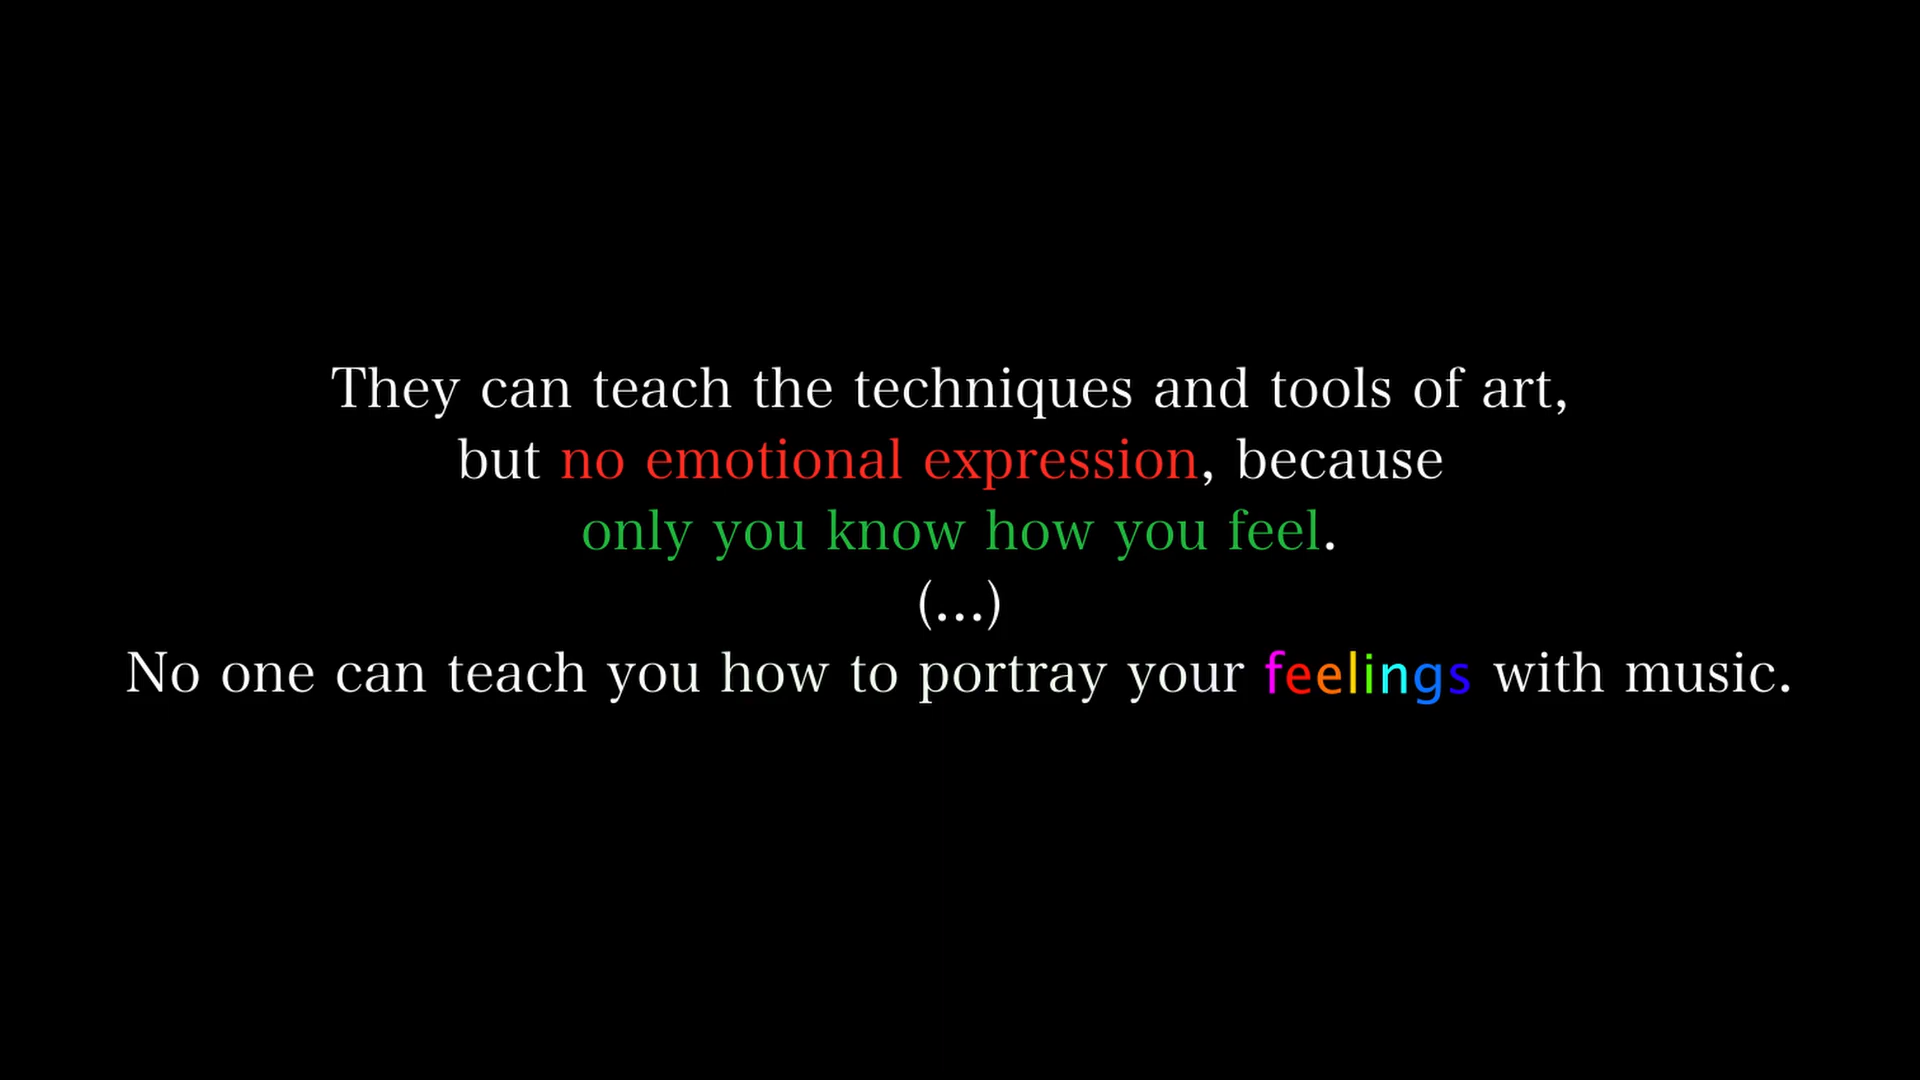 They can teach the techniques and tools of art,
but no emotional expression, because
only you know how you feel.
(...)
No one can teach you how to portray your feelings with music.